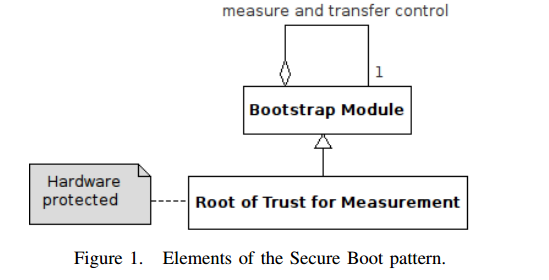 measure and transfer control
1
Bootstrap Module
Hardware
protected
Root of Trust for Measurement
Figure 1. Elements of the Secure Boot pattern.